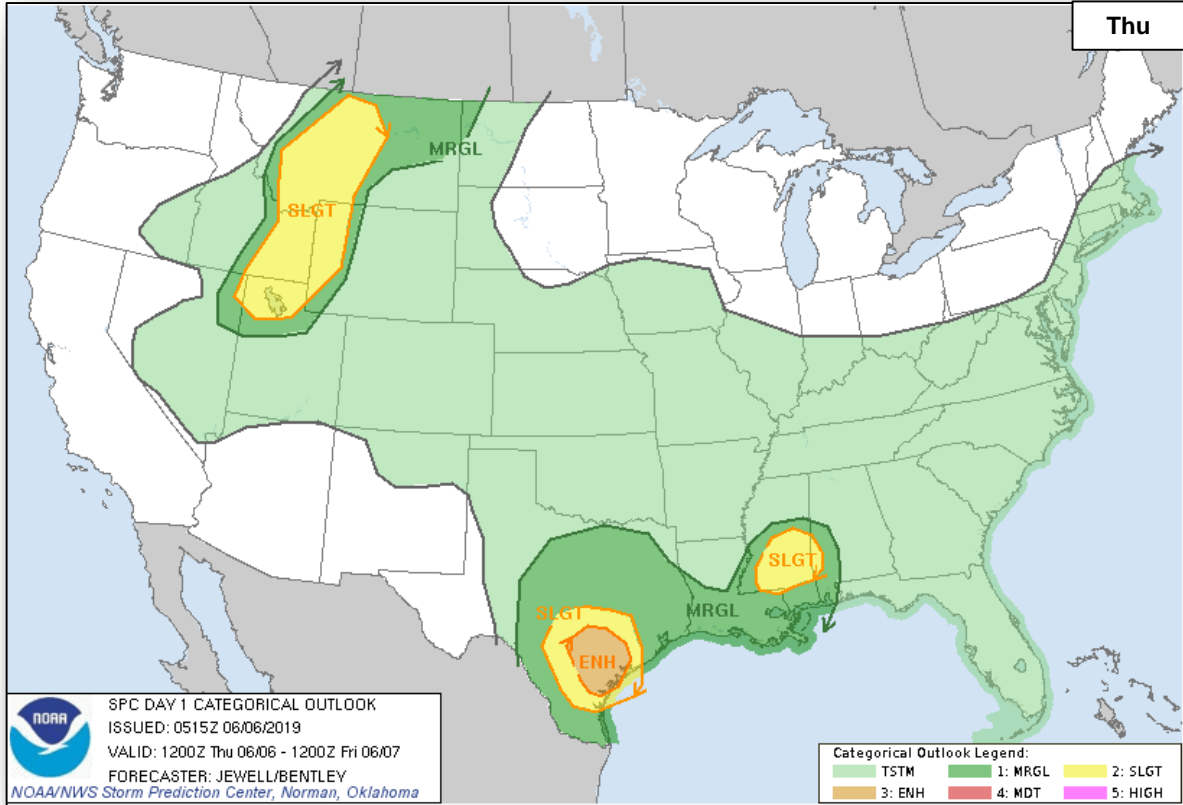 Thu
MRGL
SLGT
SLGT
SLGT
MRGL
ENH
NOAA
SPC DAY 1 CATEGORICAL OUTLOOK
ISSUED: 0515Z 06/06/2019
VALID: 1200Z Thu 06/06 - 1200Z Fri 06/07
FORECASTER: JEWELL/BENTLEY
NOAA/NWS Storm Prediction Center, Norman, Oklahoma
Categorical Outlook Legend:
TSTM 1: MRGL 2: SLGT
3: ENH 4: MDT 5: HIGH